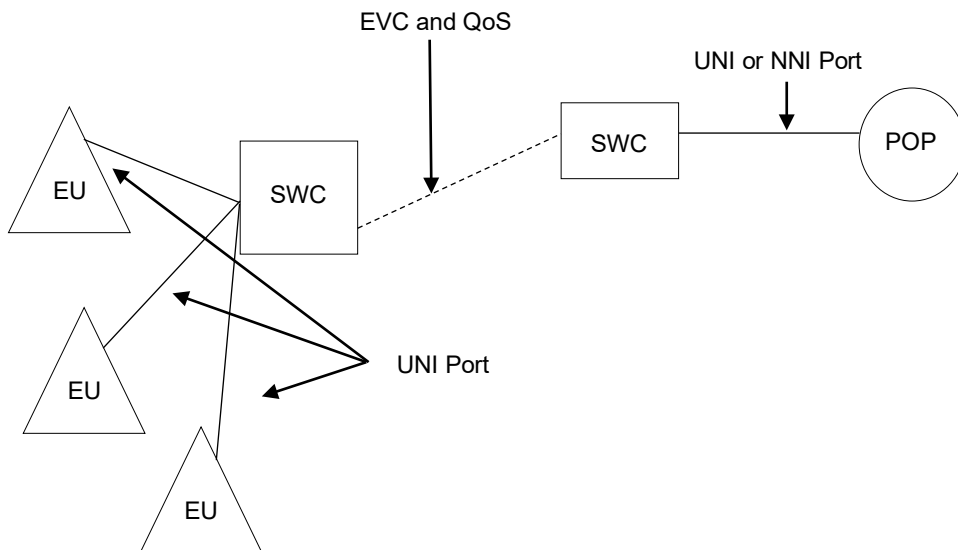 EVC and QoS
UNI or NNI Port
SWC
POP
EU
SWC
EU
UNI Port
EU